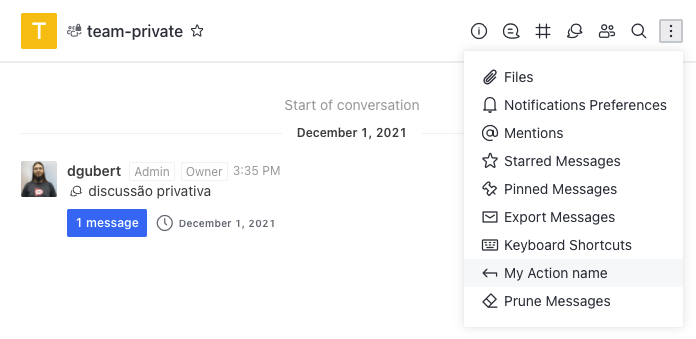 T
team-private
Start of conversation
December 1, 2021
dgubert Admin Owner 3:35 PM
discussão privativa
1 message December 1, 2021
Files
Notifications Preferences
Mentions
Starred Messages
Pinned Messages
Export Messages
Keyboard Shortcuts
My Action name
Prune Messages